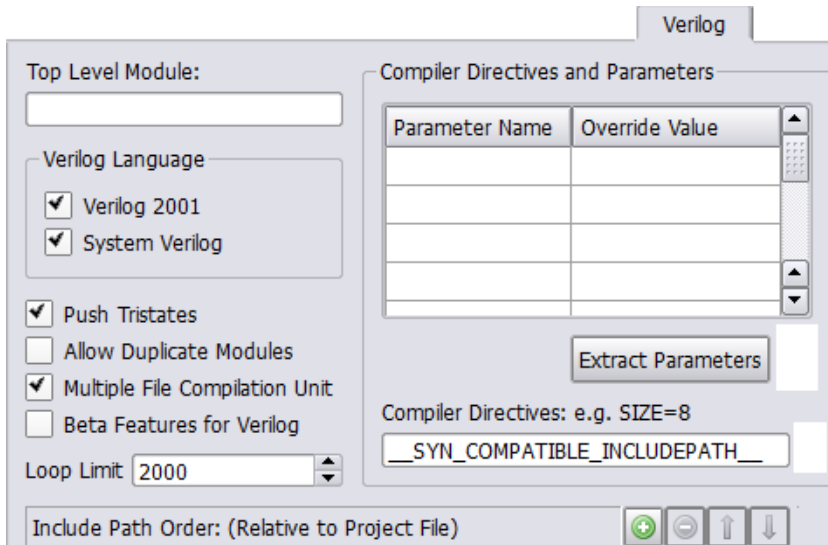 Verilog
Top Level Module:
Verilog Language
Verilog 2001
System Verilog
Push Tristates
Allow Duplicate Modules
Multiple File Compilation Unit
Beta Features for Verilog
Loop Limit 2000
Compiler Directives and Parameters
Parameter Name Override Value
Extract Parameters
Compiler Directives: e.g. SIZE=8
__SYN_COMPATIBLE_INCLUDEPATH__
Include Path Order: (Relative to Project File)